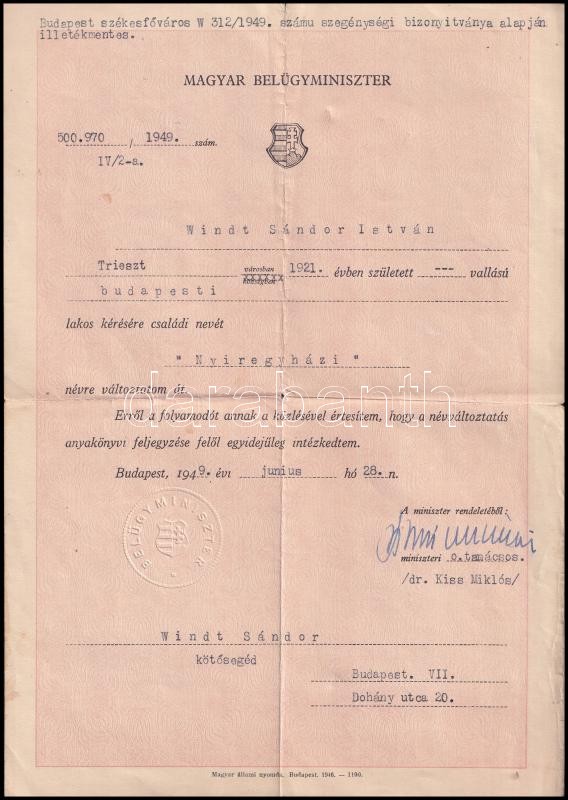 Budapest székesfőváros W 312/1949. számu szegénységi bizonyitványa alapján
illetékmentes.
MAGYAR BELÜGYMINISZTER
500.970 / 1949. szám.
IV/2-a.
Windt Sándor István
Trieszt városban községben 1921. évben született --- vallású
budapesti
lakos kérésére családi nevét
"Nyiregyházi"
névre változtatom át.
darabanth
Erről a folyamodót annak a közlésével értesítem, hogy a névváltoztatás
anyakönyvi feljegyzése felől egyidejűleg intézkedtem.
Budapest, 1949. évi junius hó 28.n.
A miniszter rendeletéből:
BELÜGYMINISZTER
miniszteri o.tanácsos.
/dr. Kiss Miklós/
Windt Sándor
kötősegéd
Budapest. VII.
Dohány utca 20.
Magyar állami nyomda, Budapest. 1946. — 1190.